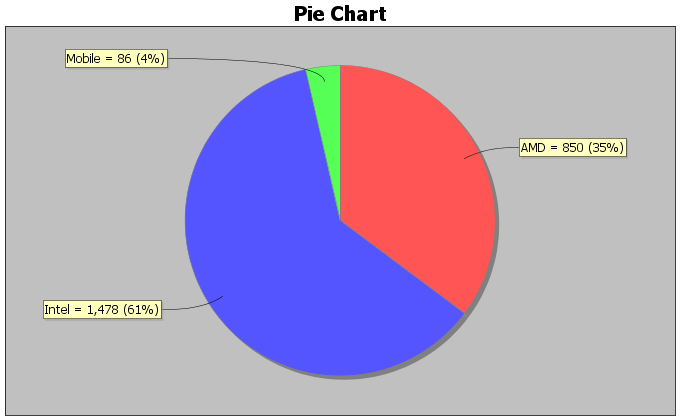 Pie Chart
Mobile = 86 (4%)
AMD = 850 (35%)
Intel = 1,478 (61%)